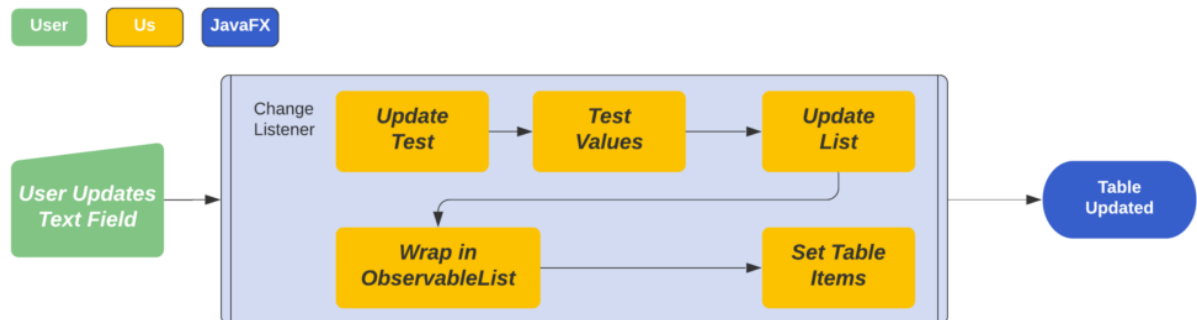 User
Us
JavaFX
Change
Listener
Update
Test
Test
Values
Update
List
User Updates
Text Field
Table
Updated
Wrap in
ObservableList
Set Table
Items